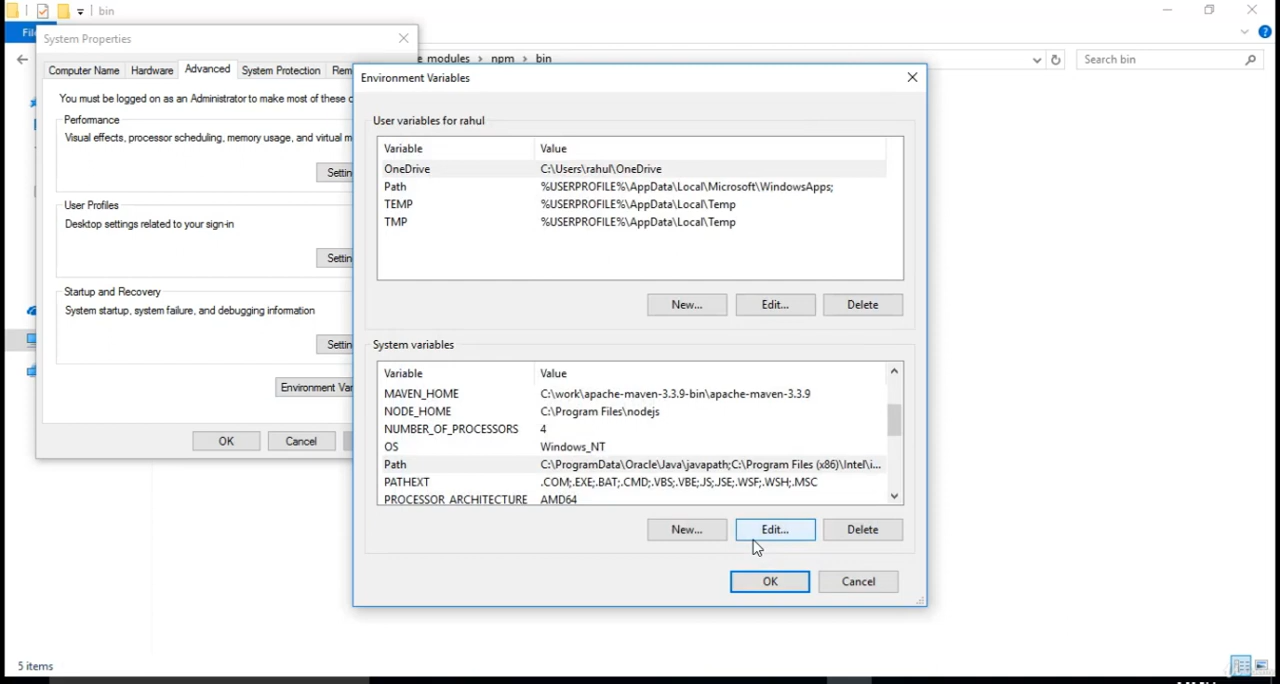 bin
Fil
System Properties
e modules > npm > bin
Search bin
Environment Variables
Computer Name
Hardware
Advanced
System Protection
Rem
You must be logged on as an Administrator to make most of these c
Performance
Visual effects, processor scheduling, memory usage, and virtual m
Settin
User Profiles
Desktop settings related to your sign-in
Settin
Startup and Recovery
System startup, system failure, and debugging information
Settin
Environment Var
OK
Cancel
User variables for rahul
Variable Value
OneDrive C:\Users\rahul\OneDrive
Path %USERPROFILE%\AppData\Local\Microsoft\WindowsApps;
TEMP %USERPROFILE%\AppData\Local\Temp
TMP %USERPROFILE%\AppData\Local\Temp
New... Edit... Delete
System variables
Variable Value
MAVEN_HOME C:\work\apache-maven-3.3.9-bin\apache-maven-3.3.9
NODE_HOME C:\Program Files\nodejs
NUMBER_OF_PROCESSORS 4
OS Windows_NT
Path C:\ProgramData\Oracle\Java\javapath;C:\Program Files (x86)\Intel\i...
PATHEXT .COM;.EXE;.BAT;.CMD;.VBS;.VBE;.JS;.JSE;.WSF;.WSH;.MSC
PROCESSOR_ARCHITECTURE AMD64
New... Edit... Delete
OK Cancel
5 items